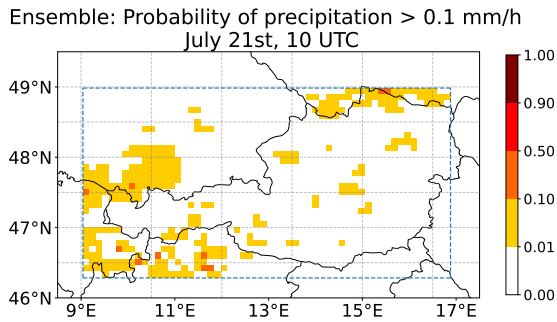 Ensemble: Probability of precipitation > 0.1 mm/h
July 21st, 10 UTC
49°N
48°N
47°N
46°N
9°E
11°E
13°E
15°E
17°E
1.00
0.90
0.50
0.10
0.01
0.00